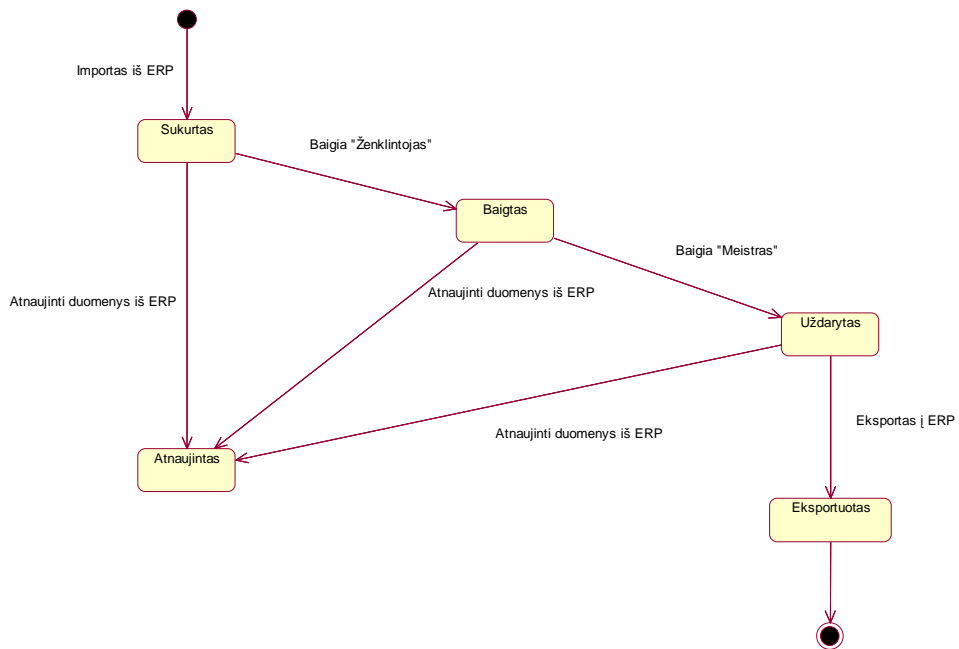 Importas iš ERP
Sukurtas
Baigia "Ženklintojas"
Baigtas
Baigia "Meistras"
Atnaujinti duomenys iš ERP
Atnaujinti duomenys iš ERP
Uždarytas
Eksportas į ERP
Atnaujinti duomenys iš ERP
Atnaujintas
Eksportuotas